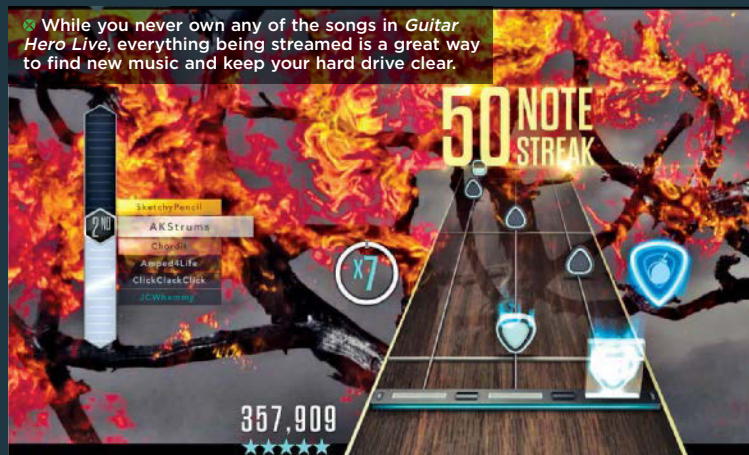 While you never own any of the songs in Guitar
Hero Live, everything being streamed is a great way
to find new music and keep your hard drive clear.
50 NOTE
STREAK
SketchyPencil
2ND
AKStrums
Chordit
Amped4Life
ClickClackClick
JCWhammy
X7
357,909